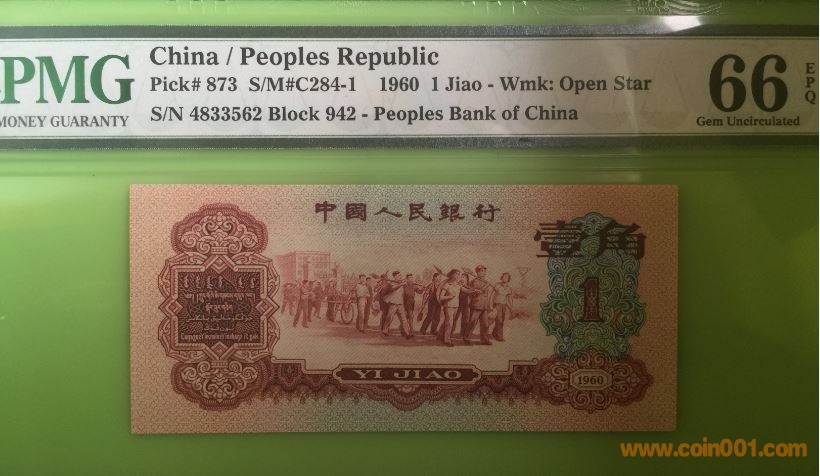 PMG
MONEY GUARANTY
China / Peoples Republic
Pick# 873 S/M#C284-1 1960 1 Jiao - Wmk: Open Star
S/N 4833562 Block 942 - Peoples Bank of China
66
EPQ
Gem Uncirculated
中國人民銀行
壹角
1
YI JIAO
1960
www.coin001.com